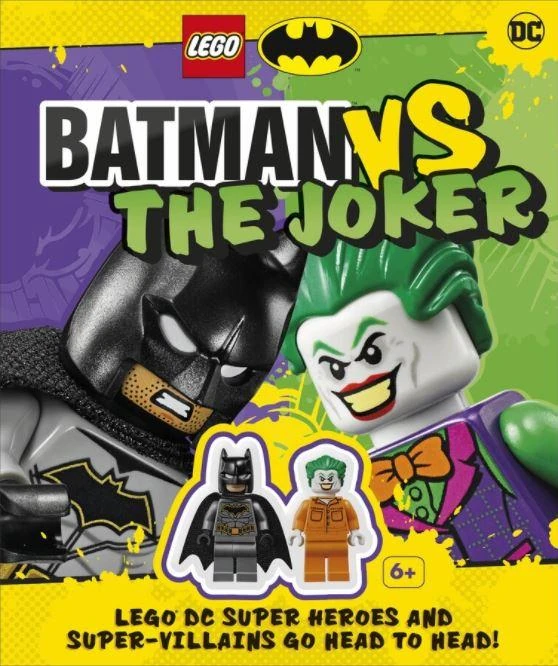 LEGO
DC
BATMAN VS
THE JOKER
6+
LEGO DC SUPER HEROES AND
SUPER-VILLAINS GO HEAD TO HEAD!